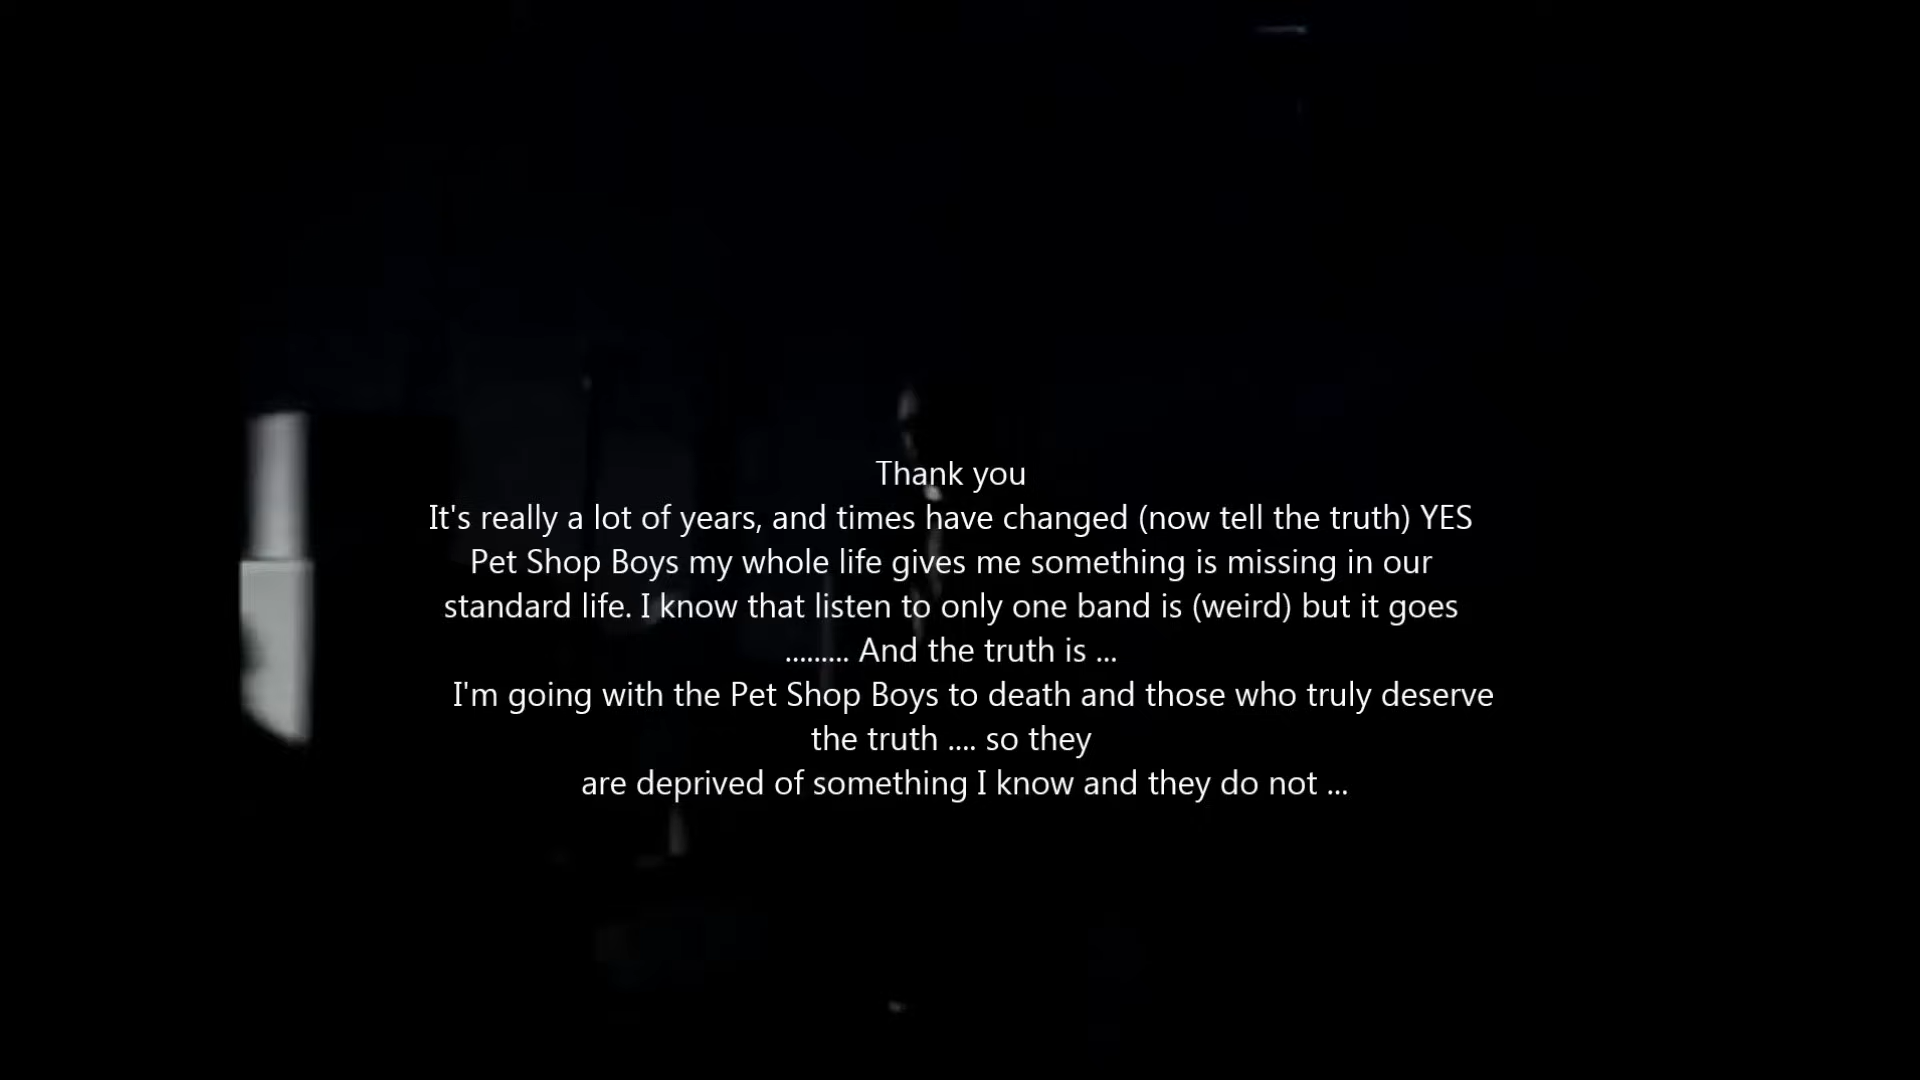 Thank you
It's really a lot of years, and times have changed (now tell the truth) YES
Pet Shop Boys my whole life gives me something is missing in our
standard life. I know that listen to only one band is (weird) but it goes
......... And the truth is ...
I'm going with the Pet Shop Boys to death and those who truly deserve
the truth .... so they
are deprived of something I know and they do not ...